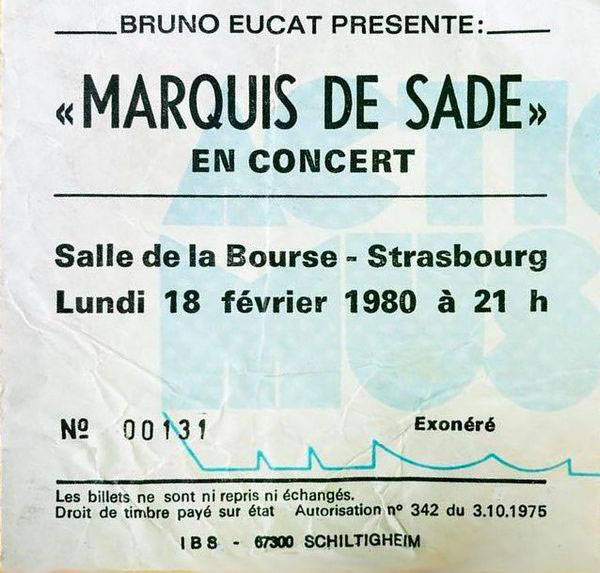 BRUNO EUCAT PRESENTE:
«MARQUIS DE SADE»
EN CONCERT
Salle de la Bourse - Strasbourg
Lundi 18 février 1980 à 21 h
Nº 00131
Exonéré
Les billets ne sont ni repris ni échangés.
Droit de timbre payé sur état Autorisation nº 342 du 3.10.1975
IBS - 67300 SCHILTIGHEIM